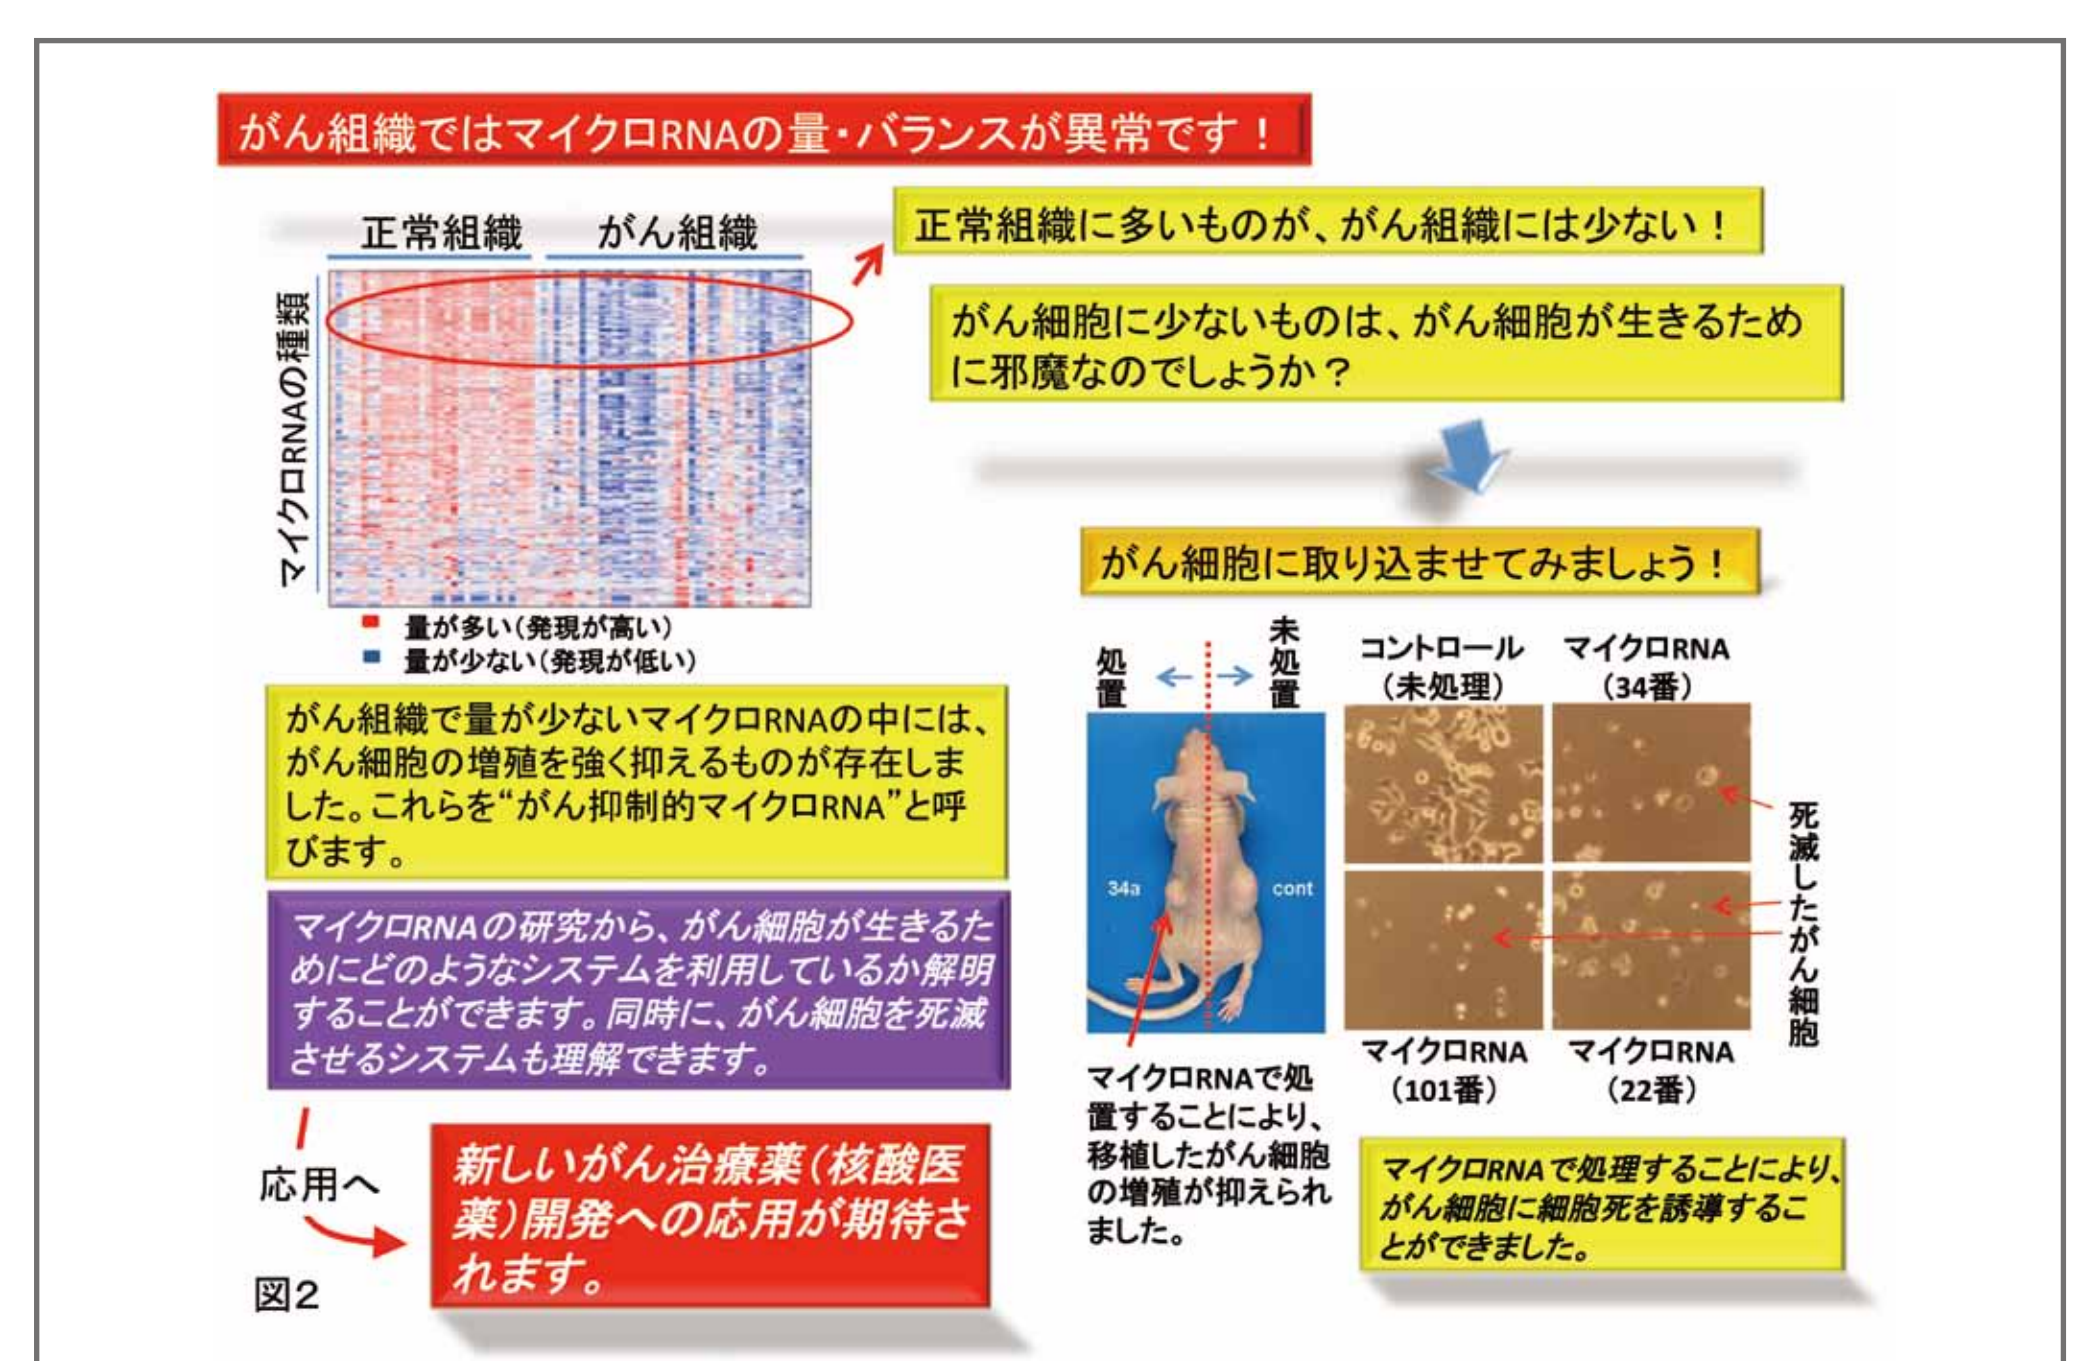 がん組織ではマイクロRNAの量・バランスが異常です！
正常組織に多いものが、がん組織には少ない！
正常組織
がん組織
マイクロRNAの種類
がん細胞に少ないものは、がん細胞が生きるため
に邪魔なのでしょうか？
がん細胞に取り込ませてみましょう！
量が多い（発現が高い）
量が少ない（発現が低い）
がん組織で量が少ないマイクロRNAの中には、
がん細胞の増殖を強く抑えるものが存在しま
した。これらを“がん抑制的マイクロRNA”と呼
びます。
マイクロRNAの研究から、がん細胞が生きるた
めにどのようなシステムを利用しているか解明
することができます。同時に、がん細胞を死滅
させるシステムも理解できます。
応用へ
新しいがん治療薬（核酸医
薬）開発への応用が期待さ
れます。
図2
処置
未処置
34a
cont
マイクロRNAで処
置することにより、
移植したがん細胞
の増殖が抑えられ
ました。
コントロール
（未処理）
マイクロRNA
（34番）
死滅したがん細胞
マイクロRNA
（101番）
マイクロRNA
（22番）
マイクロRNAで処理することにより、
がん細胞に細胞死を誘導するこ
とができました。